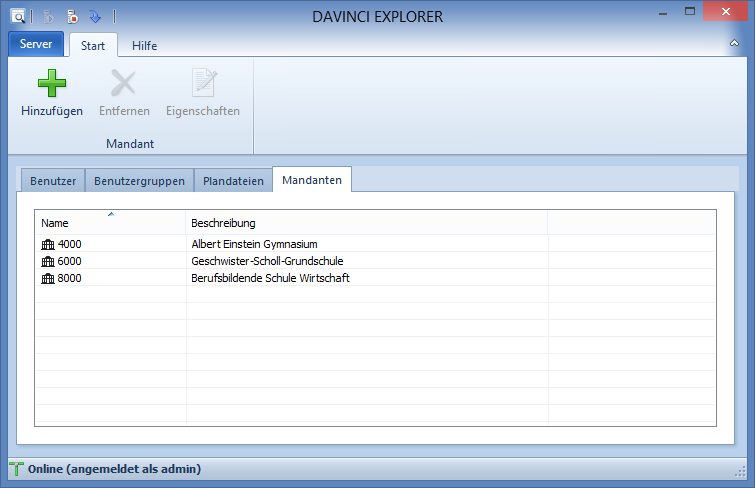 DAVINCI EXPLORER
Server Start Hilfe
Hinzufügen Entfernen Eigenschaften
Mandant
Benutzer Benutzergruppen Plandateien Mandanten
Name Beschreibung
4000 Albert Einstein Gymnasium
6000 Geschwister-Scholl-Grundschule
8000 Berufsbildende Schule Wirtschaft
Online (angemeldet als admin)